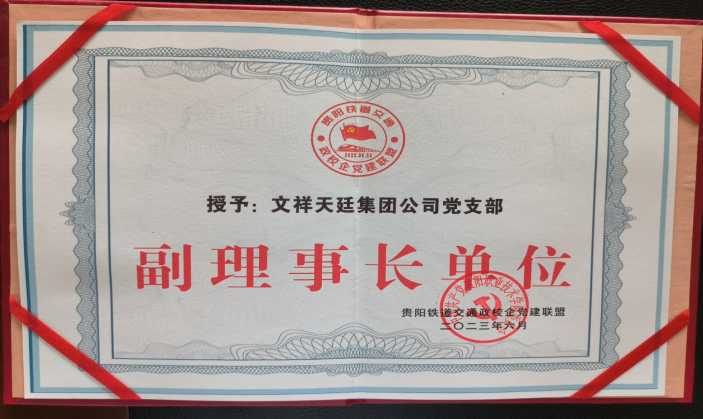 贵阳铁道交通
政校企党建联盟
授予：文祥天廷集团公司党支部
副理事长单位
贵阳铁道交通政校企党建联盟
二〇二三年六月